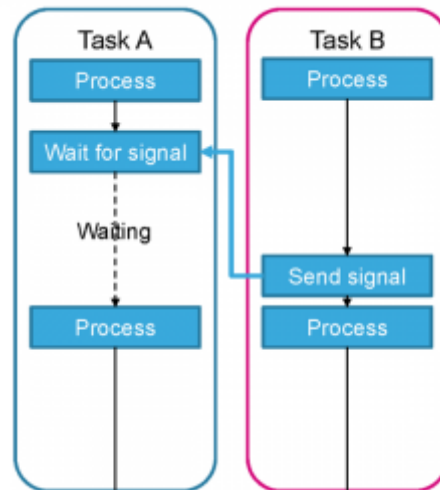 Task A
Process
Wait for signal
Waiting
Process
Task B
Process
Send signal
Process